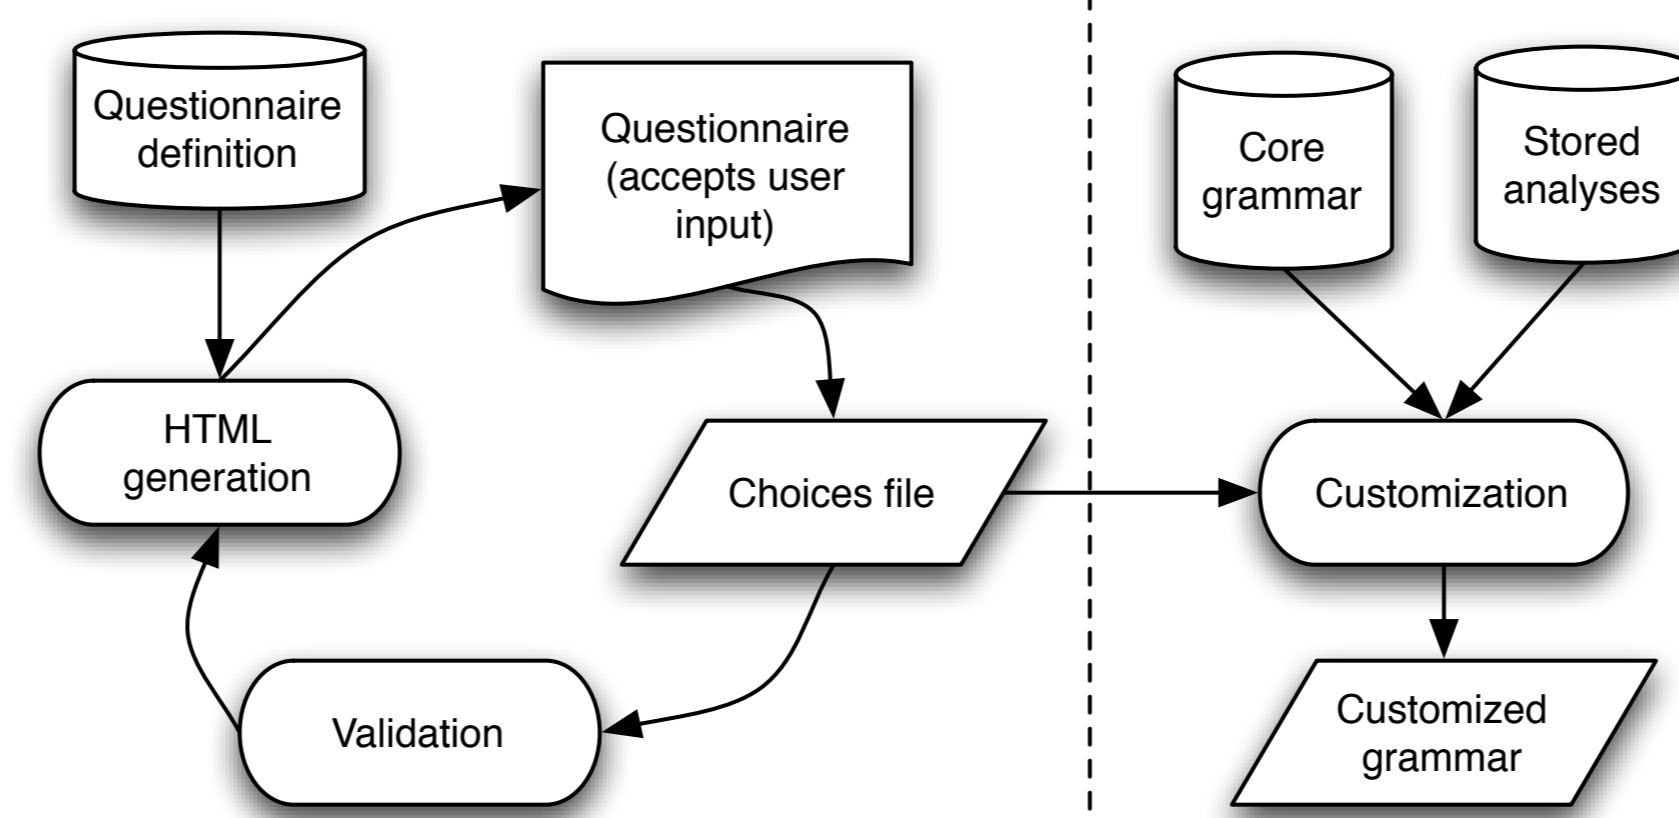 Questionnaire
definition
Questionnaire
(accepts user
input)
Core
grammar
Stored
analyses
HTML
generation
Choices file
Customization
Validation
Customized
grammar